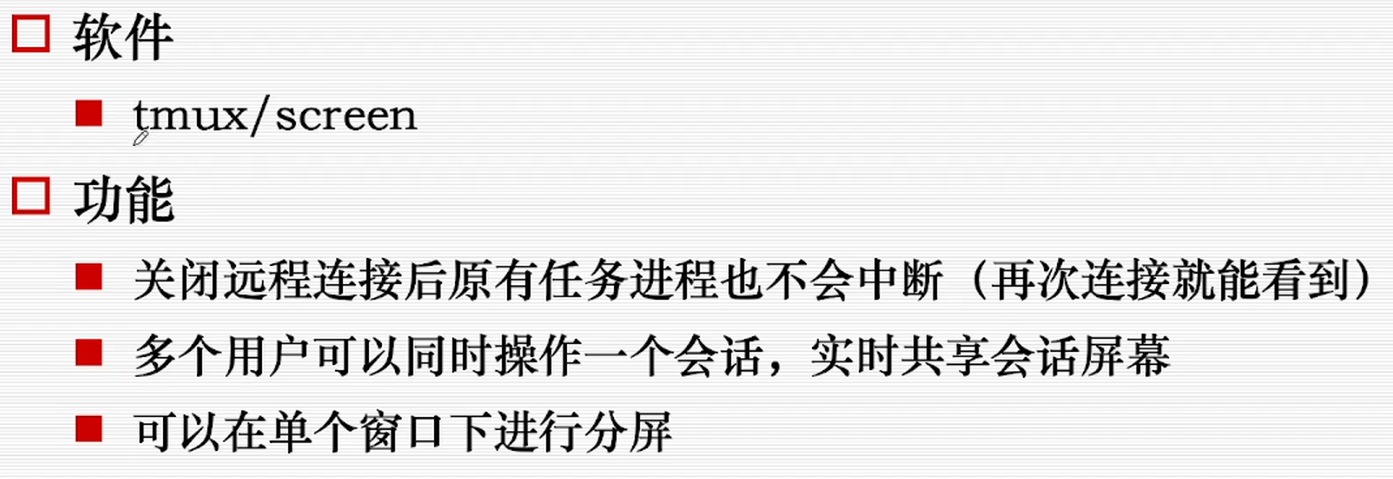 软件
tmux/screen
功能
关闭远程连接后原有任务进程也不会中断（再次连接就能看到）
多个用户可以同时操作一个会话，实时共享会话屏幕
可以在单个窗口下进行分屏